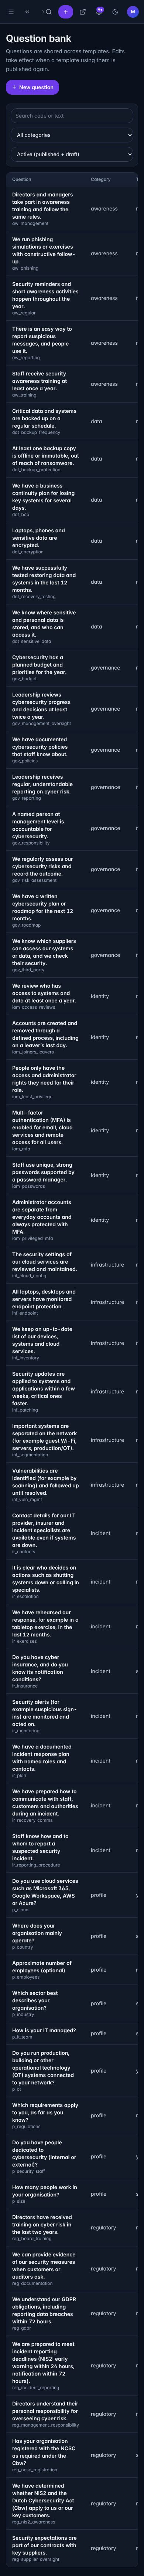 M
Question bank
Questions are shared across templates. Edits
take effect when a template using them is
published again.
+ New question
Search code or text
All categories
Active (published + draft)
Question Category
Directors and managers
take part in awareness
training and follow the
same rules.
aw_management
awareness
We run phishing
simulations or exercises
with constructive follow-
up.
aw_phishing
awareness
Security reminders and
short awareness activities
happen throughout the
year.
aw_regular
awareness
There is an easy way to
report suspicious
messages, and people
use it.
aw_reporting
awareness
Staff receive security
awareness training at
least once a year.
aw_training
awareness
Critical data and systems
are backed up on a
regular schedule.
dat_backup_frequency
data
At least one backup copy
is offline or immutable, out
of reach of ransomware.
dat_backup_protection
data
We have a business
continuity plan for losing
key systems for several
days.
dat_bcp
data
Laptops, phones and
sensitive data are
encrypted.
dat_encryption
data
We have successfully
tested restoring data and
systems in the last 12
months.
dat_recovery_testing
data
We know where sensitive
and personal data is
stored, and who can
access it.
dat_sensitive_data
data
Cybersecurity has a
planned budget and
priorities for the year.
gov_budget
governance
Leadership reviews
cybersecurity progress
and decisions at least
twice a year.
gov_management_oversight
governance
We have documented
cybersecurity policies
that staff know about.
gov_policies
governance
Leadership receives
regular, understandable
reporting on cyber risk.
gov_reporting
governance
A named person at
management level is
accountable for
cybersecurity.
gov_responsibility
governance
We regularly assess our
cybersecurity risks and
record the outcome.
gov_risk_assessment
governance
We have a written
cybersecurity plan or
roadmap for the next 12
months.
gov_roadmap
governance
We know which suppliers
can access our systems
or data, and we check
their security.
gov_third_party
governance
We review who has
access to systems and
data at least once a year.
iam_access_reviews
identity
Accounts are created and
removed through a
defined process, including
on a leaver's last day.
iam_joiners_leavers
identity
People only have the
access and administrator
rights they need for their
role.
iam_least_privilege
identity
Multi-factor
authentication (MFA) is
enabled for email, cloud
services and remote
access for all users.
iam_mfa
identity
Staff use unique, strong
passwords supported by
a password manager.
iam_passwords
identity
Administrator accounts
are separate from
everyday accounts and
always protected with
MFA.
iam_privileged_mfa
identity
The security settings of
our cloud services are
reviewed and maintained.
inf_cloud_config
infrastructure
All laptops, desktops and
servers have monitored
endpoint protection.
inf_endpoint
infrastructure
We keep an up-to-date
list of our devices,
systems and cloud
services.
inf_inventory
infrastructure
Security updates are
applied to systems and
applications within a few
weeks, critical ones
faster.
inf_patching
infrastructure
Important systems are
separated on the network
(for example guest Wi-Fi,
servers, production/OT).
inf_segmentation
infrastructure
Vulnerabilities are
identified (for example by
scanning) and followed up
until resolved.
inf_vuln_mgmt
infrastructure
Contact details for our IT
provider, insurer and
incident specialists are
available even if systems
are down.
ir_contacts
incident
It is clear who decides on
actions such as shutting
systems down or calling in
specialists.
ir_escalation
incident
We have rehearsed our
response, for example in a
tabletop exercise, in the
last 12 months.
ir_exercises
incident
Do you have cyber
insurance, and do you
know its notification
conditions?
ir_insurance
incident
Security alerts (for
example suspicious sign-
ins) are monitored and
acted on.
ir_monitoring
incident
We have a documented
incident response plan
with named roles and
contacts.
ir_plan
incident
We have prepared how to
communicate with staff,
customers and authorities
during an incident.
ir_recovery_comms
incident
Staff know how and to
whom to report a
suspected security
incident.
ir_reporting_procedure
incident
Do you use cloud services
such as Microsoft 365,
Google Workspace, AWS
or Azure?
p_cloud
profile
Where does your
organisation mainly
operate?
p_country
profile
Approximate number of
employees (optional)
p_employees
profile
Which sector best
describes your
organisation?
p_industry
profile
How is your IT managed?
p_it_team
profile
Do you run production,
building or other
operational technology
(OT) systems connected
to your network?
p_ot
profile
Which requirements apply
to you, as far as you
know?
p_regulations
profile
Do you have people
dedicated to
cybersecurity (internal or
external)?
p_security_staff
profile
How many people work in
your organisation?
p_size
profile
Directors have received
training on cyber risk in
the last two years.
reg_board_training
regulatory
We can provide evidence
of our security measures
when customers or
auditors ask.
reg_documentation
regulatory
We understand our GDPR
obligations, including
reporting data breaches
within 72 hours.
reg_gdpr
regulatory
We are prepared to meet
incident reporting
deadlines (NIS2: early
warning within 24 hours,
notification within 72
hours).
reg_incident_reporting
regulatory
Directors understand their
personal responsibility for
overseeing cyber risk.
reg_management_responsibility
regulatory
Has your organisation
registered with the NCSC
as required under the
Cbw?
reg_ncsc_registration
regulatory
We have determined
whether NIS2 and the
Dutch Cybersecurity Act
(Cbw) apply to us or our
key customers.
reg_nis2_awareness
regulatory
Security expectations are
part of our contracts with
key suppliers.
reg_supplier_oversight
regulatory